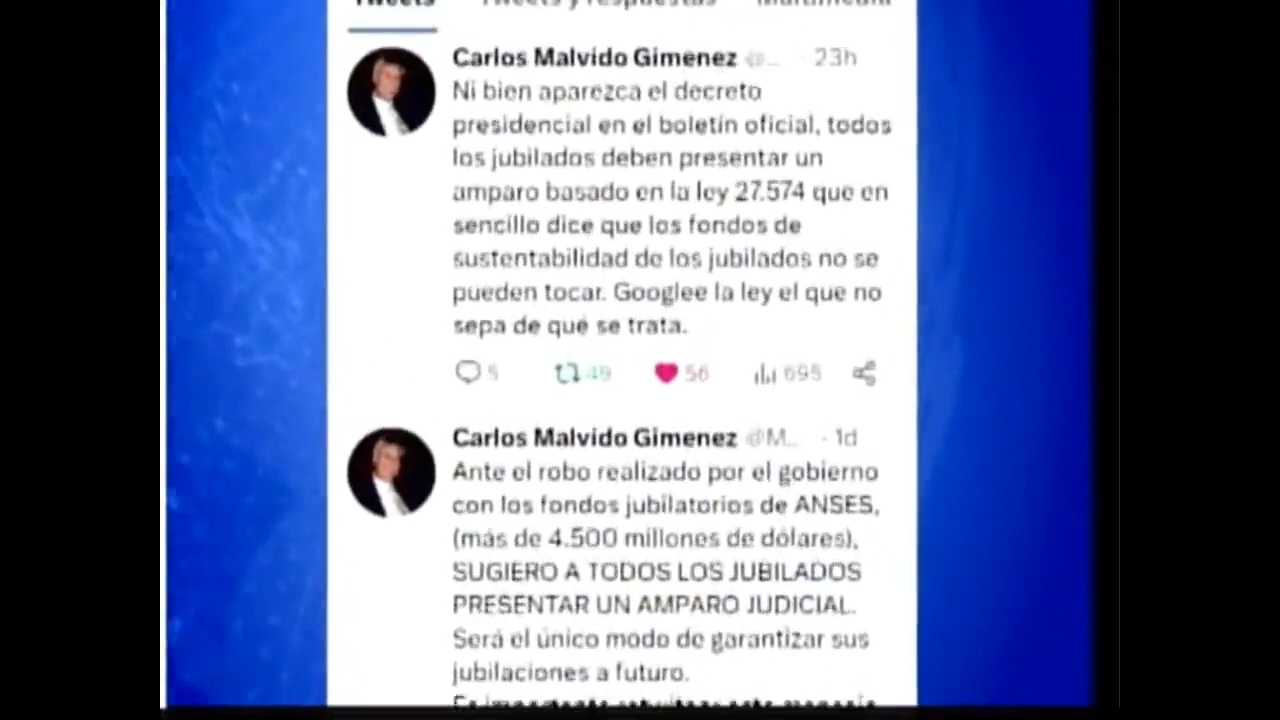 Tweets Tweets y respuestas
Carlos Malvido Gimenez @... · 23h
Ni bien aparezca el decreto
presidencial en el boletín oficial, todos
los jubilados deben presentar un
amparo basado en la ley 27.574 que en
sencillo dice que los fondos de
sustentabilidad de los jubilados no se
pueden tocar. Googlee la ley el que no
sepa de qué se trata.
5 49 56 695
Carlos Malvido Gimenez @M... · 1d
Ante el robo realizado por el gobierno
con los fondos jubilatorios de ANSES,
(más de 4.500 millones de dólares),
SUGIERO A TODOS LOS JUBILADOS
PRESENTAR UN AMPARO JUDICIAL.
Será el único modo de garantizar sus
jubilaciones a futuro.